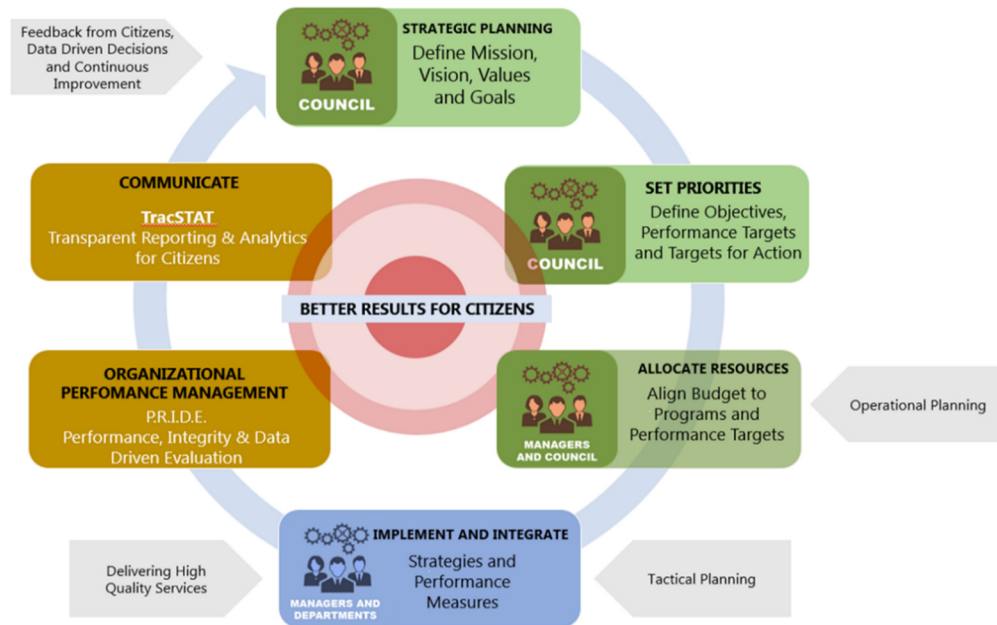 Feedback from Citizens,
Data Driven Decisions
and Continuous
Improvement
STRATEGIC PLANNING
Define Mission,
Vision, Values
and Goals
COUNCIL
SET PRIORITIES
Define Objectives,
Performance Targets
and Targets for Action
COUNCIL
ALLOCATE RESOURCES
Align Budget to
Programs and
Performance Targets
MANAGERS
AND COUNCIL
Operational Planning
IMPLEMENT AND INTEGRATE
Strategies and
Performance
Measures
MANAGERS AND
DEPARTMENTS
Tactical Planning
Delivering High
Quality Services
ORGANIZATIONAL
PERFOMANCE MANAGEMENT
P.R.I.D.E.
Performance, Integrity & Data
Driven Evaluation
COMMUNICATE
TracSTAT
Transparent Reporting & Analytics
for Citizens
BETTER RESULTS FOR CITIZENS